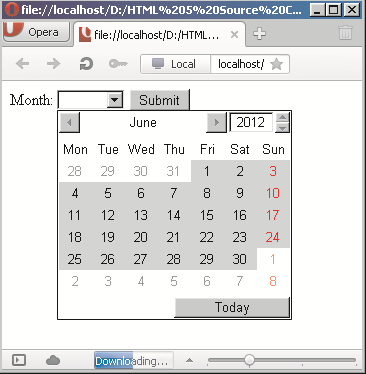 file://localhost/D:/HTML%205%20Source%20C...
Opera
file://localhost/D:/HTML...
Local
localhost/
Month:
Submit
June
2012
Mon Tue Wed Thu Fri Sat Sun
28 29 30 31 1 2 3
4 5 6 7 8 9 10
11 12 13 14 15 16 17
18 19 20 21 22 23 24
25 26 27 28 29 30 1
2 3 4 5 6 7 8
Today
Downloading...